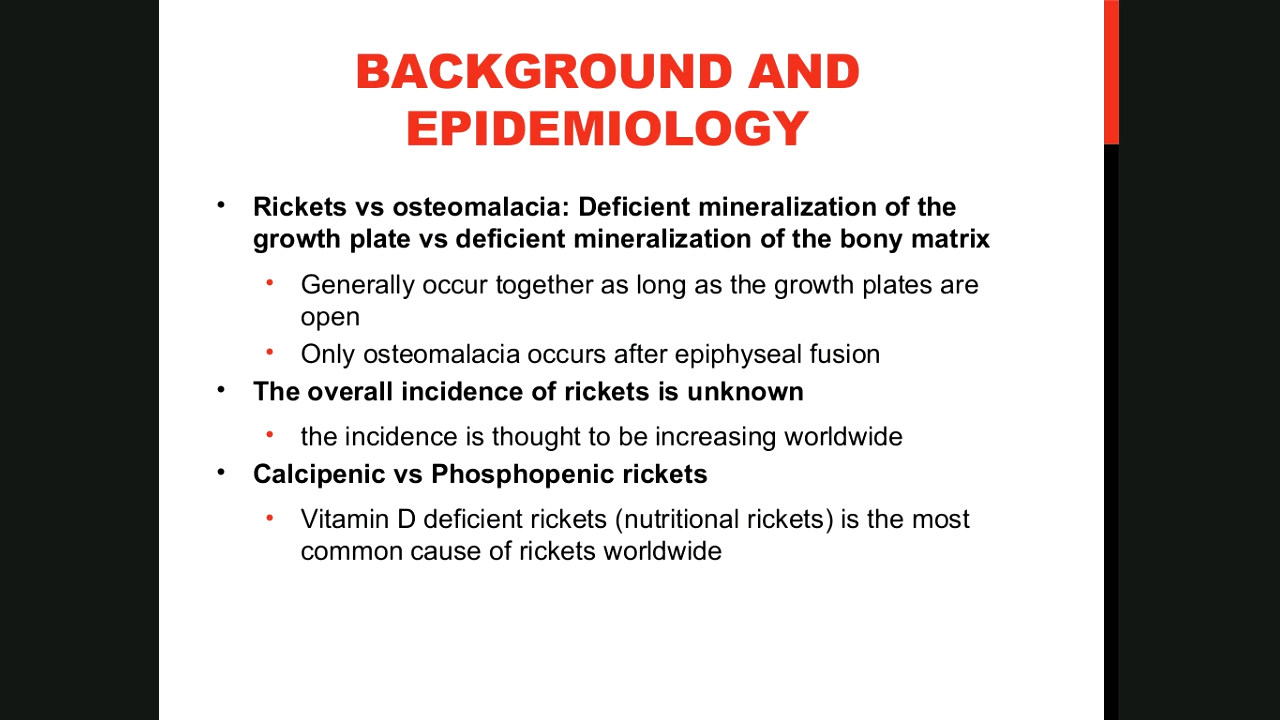 BACKGROUND AND
EPIDEMIOLOGY
• Rickets vs osteomalacia: Deficient mineralization of the
growth plate vs deficient mineralization of the bony matrix
• Generally occur together as long as the growth plates are
open
• Only osteomalacia occurs after epiphyseal fusion
• The overall incidence of rickets is unknown
• the incidence is thought to be increasing worldwide
• Calcipenic vs Phosphopenic rickets
• Vitamin D deficient rickets (nutritional rickets) is the most
common cause of rickets worldwide